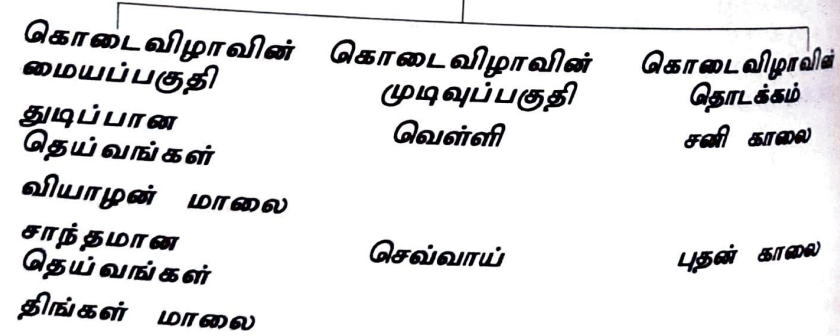 கொடைவிழாவின் கொடைவிழாவின் கொடைவிழாவின்
மையப்பகுதி முடிவுப்பகுதி தொடக்கம்
துடிப்பான வெள்ளி சனி காலை
தெய்வங்கள்
வியாழன் மாலை
சாந்தமான செவ்வாய் புதன் காலை
தெய்வங்கள்
திங்கள் மாலை